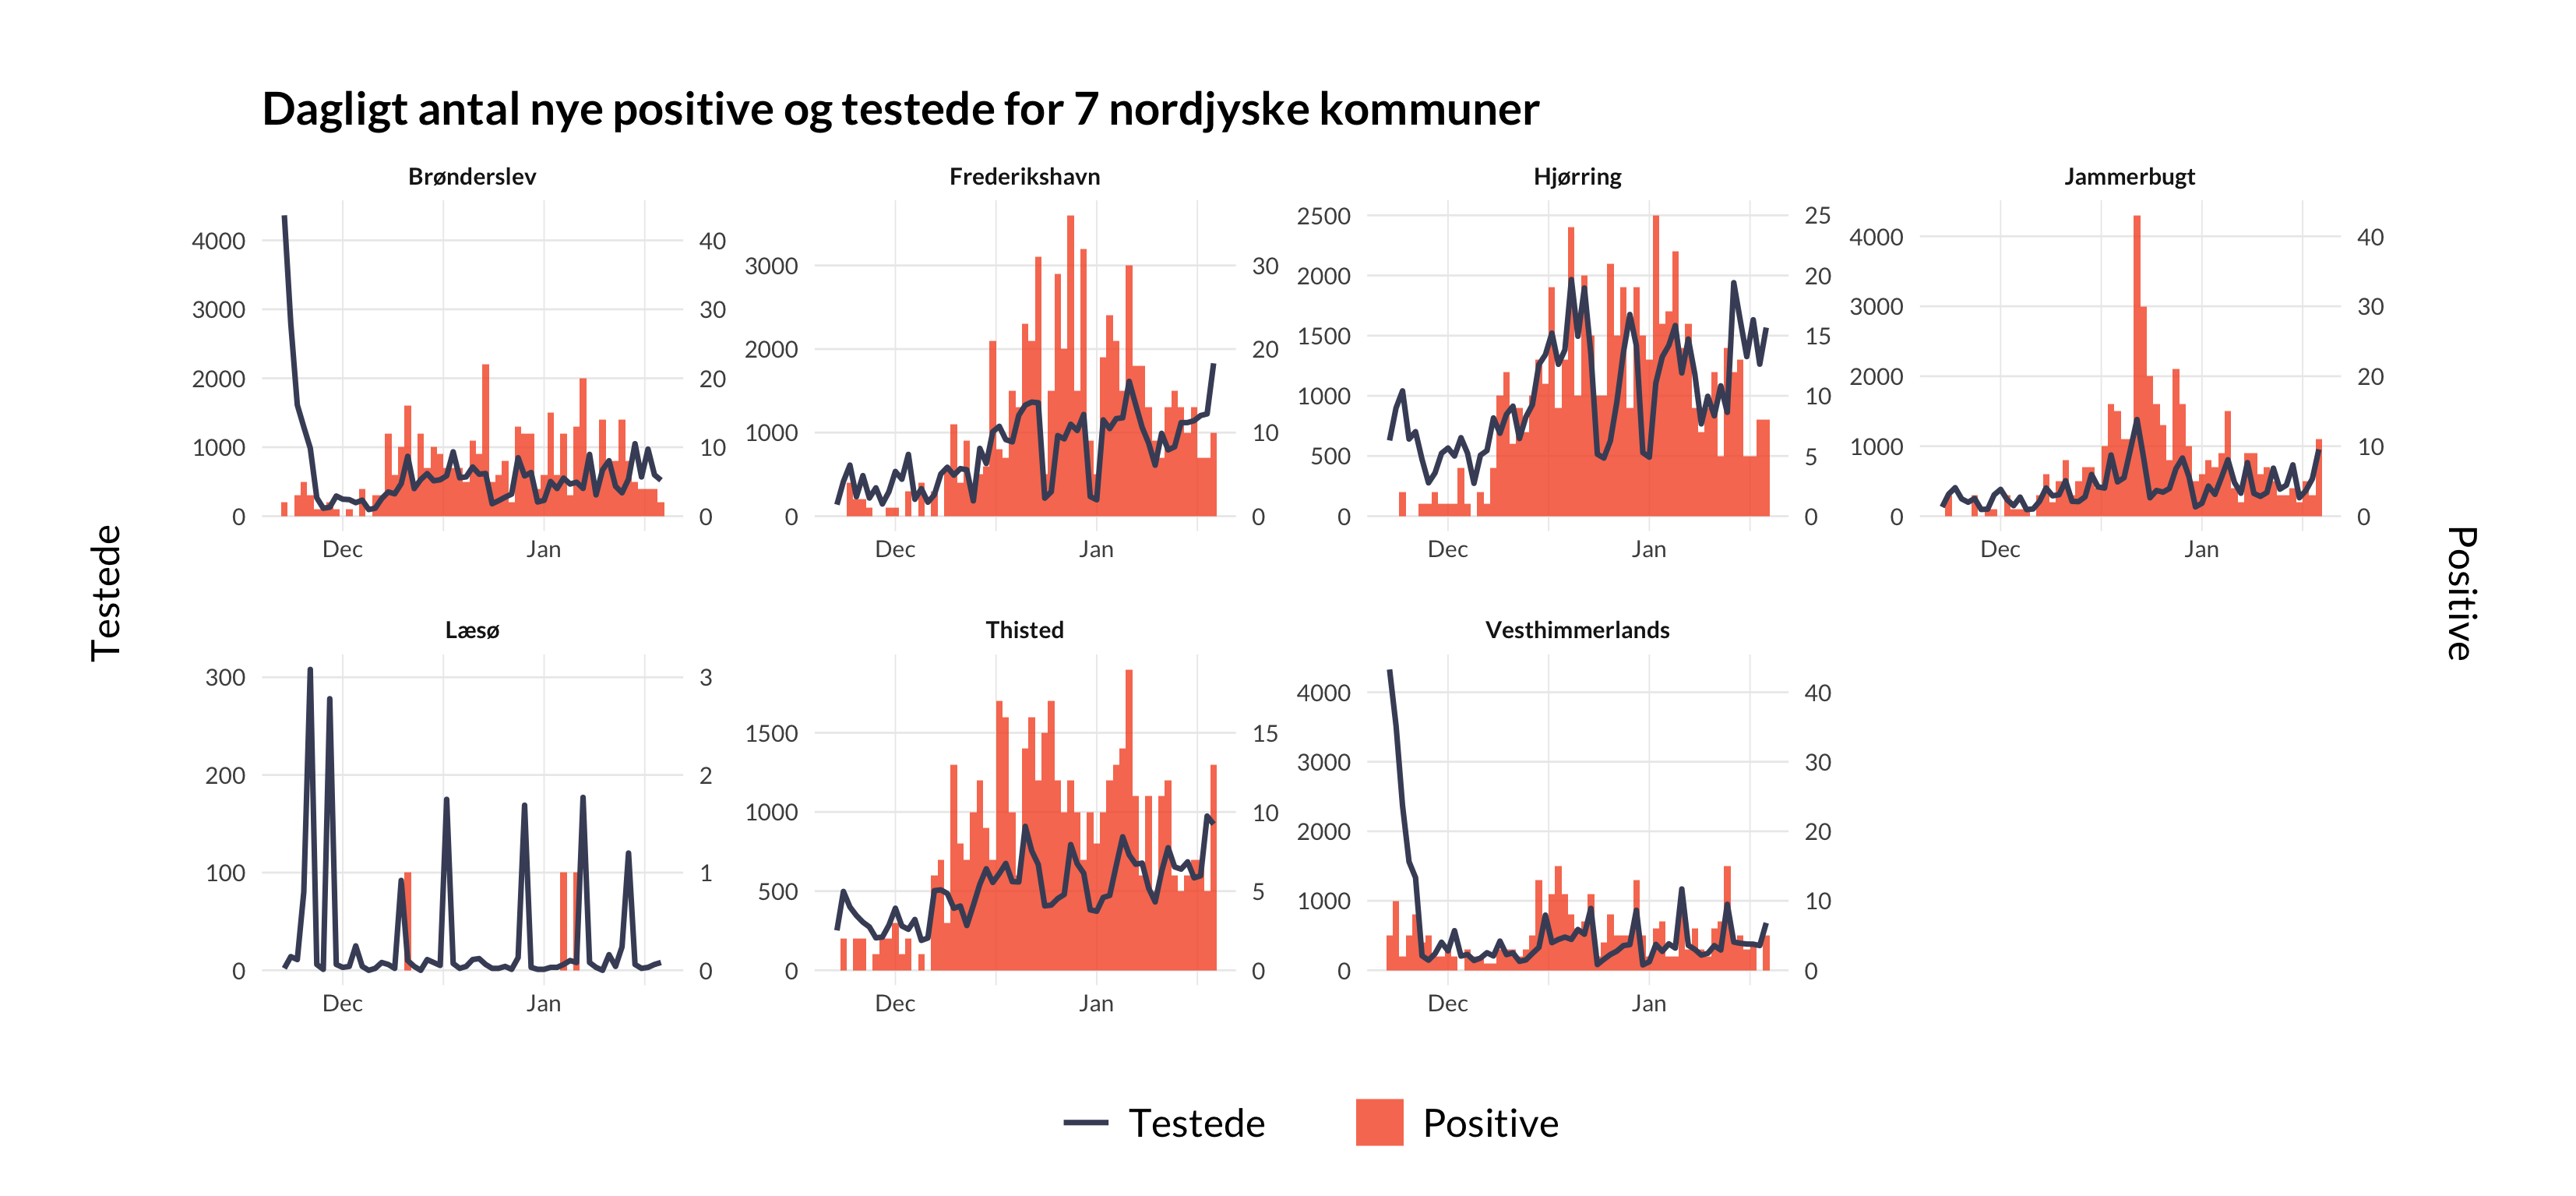 Dagligt antal nye positive og testede for 7 nordjyske kommuner
Brønderslev
Frederikshavn
Hjørring
Jammerbugt
4000
3000
2000
1000
0
40
30
20
10
0
Dec
Jan
3000
2000
1000
0
30
20
10
0
Dec
Jan
2500
2000
1500
1000
500
0
25
20
15
10
5
0
Dec
Jan
4000
3000
2000
1000
0
40
30
20
10
0
Dec
Jan
Testede
Positive
Læsø
Thisted
Vesthimmerlands
300
200
100
0
3
2
1
0
Dec
Jan
1500
1000
500
0
15
10
5
0
Dec
Jan
4000
3000
2000
1000
0
40
30
20
10
0
Dec
Jan
Testede
Positive